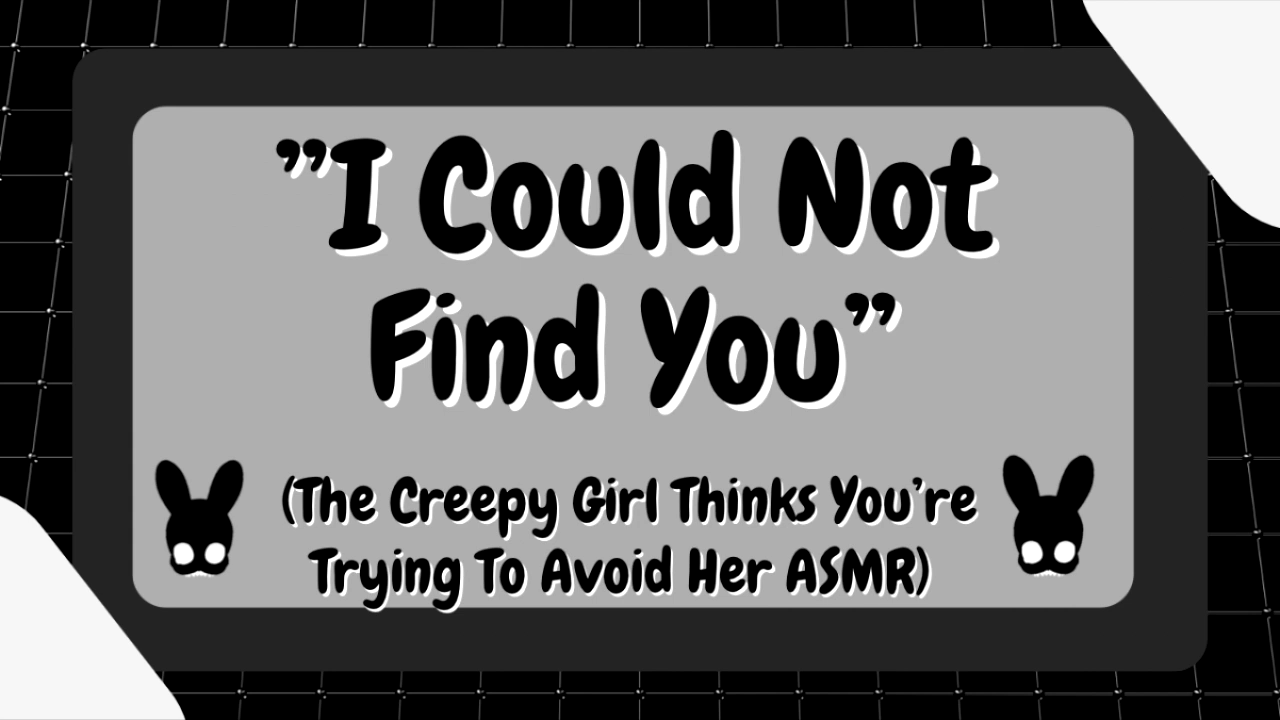 ”I Could Not
Find You”
(The Creepy Girl Thinks You’re
Trying To Avoid Her ASMR)